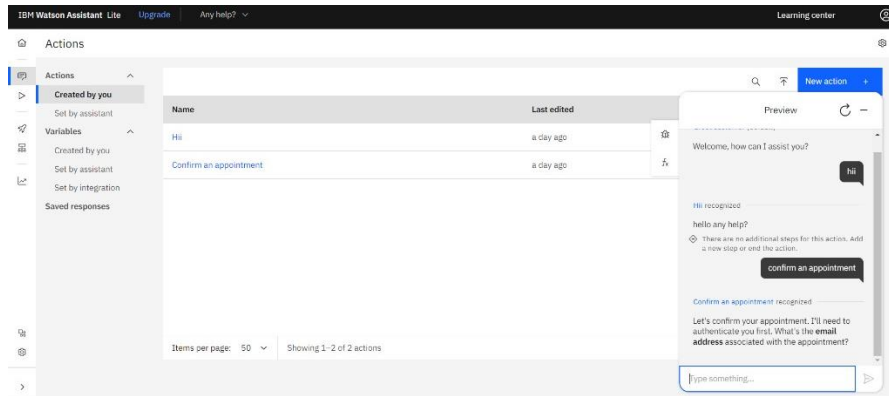 IBM Watson Assistant Lite Upgrade Any help? Learning center
Actions
Actions
Created by you
Set by assistant
Variables
Created by you
Set by assistant
Set by integration
Saved responses
New action +
Name Last edited
Hii a day ago
Confirm an appointment a day ago
Items per page: 50 Showing 1–2 of 2 actions
Preview
Welcome, how can I assist you?
hii
Hii recognized
hello any help?
There are no additional steps for this action. Add
a new step or end the action.
confirm an appointment
Confirm an appointment recognized
Let's confirm your appointment. I'll need to
authenticate you first. What's the email
address associated with the appointment?
Type something...